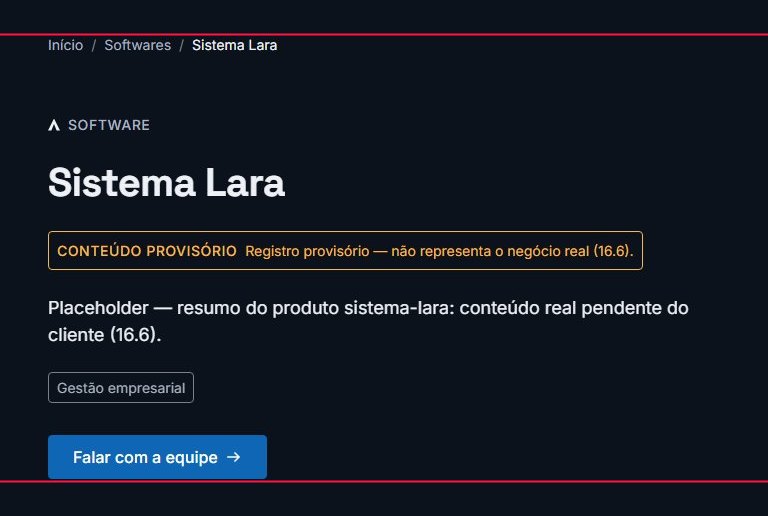 Início / Softwares / Sistema Lara
SOFTWARE
Sistema Lara
CONTEÚDO PROVISÓRIO Registro provisório — não representa o negócio real (16.6).
Placeholder — resumo do produto sistema-lara: conteúdo real pendente do
cliente (16.6).
Gestão empresarial
Falar com a equipe →